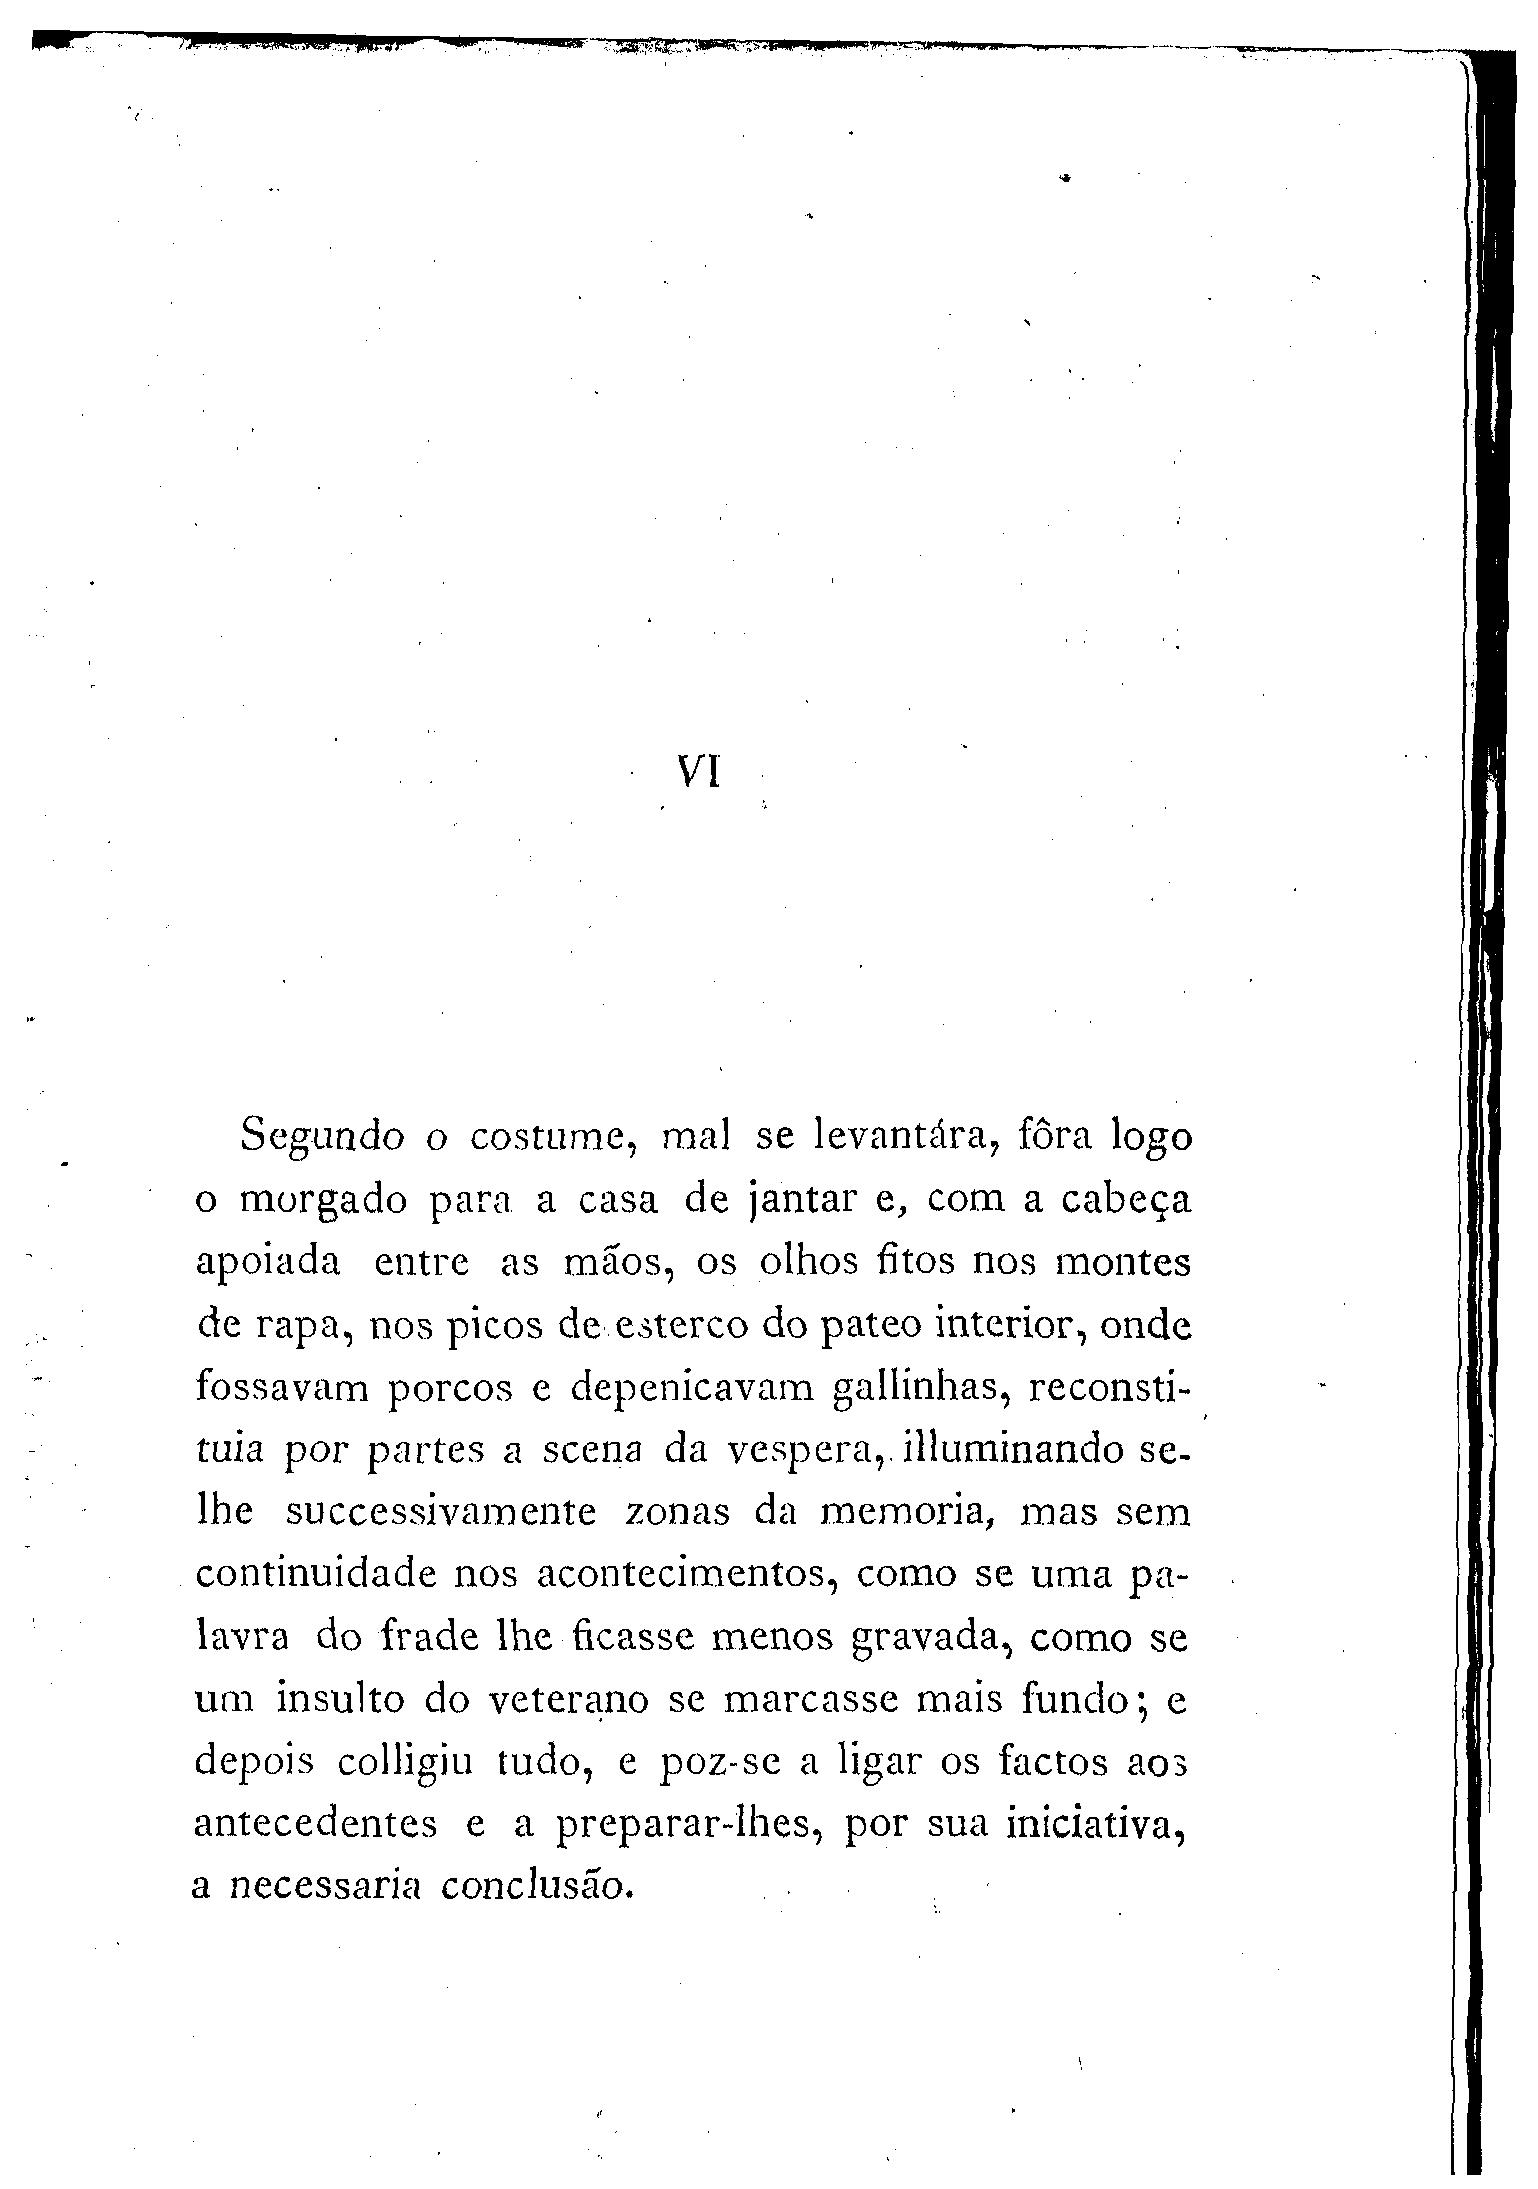 VI
Segundo o costume, mal se levantára, fôra logo
o morgado para a casa de jantar e, com a cabeça
apoiada entre as mãos, os olhos fitos nos montes
de rapa, nos picos de esterco do pateo interior, onde
fossavam porcos e depenicavam gallinhas, reconsti-
tuia por partes a scena da vespera, illuminando se-
lhe successivamente zonas da memoria, mas sem
continuidade nos acontecimentos, como se uma pa-
lavra do frade lhe ficasse menos gravada, como se
um insulto do veterano se marcasse mais fundo; e
depois colligiu tudo, e poz-se a ligar os factos aos
antecedentes e a preparar-lhes, por sua iniciativa,
a necessaria conclusão.